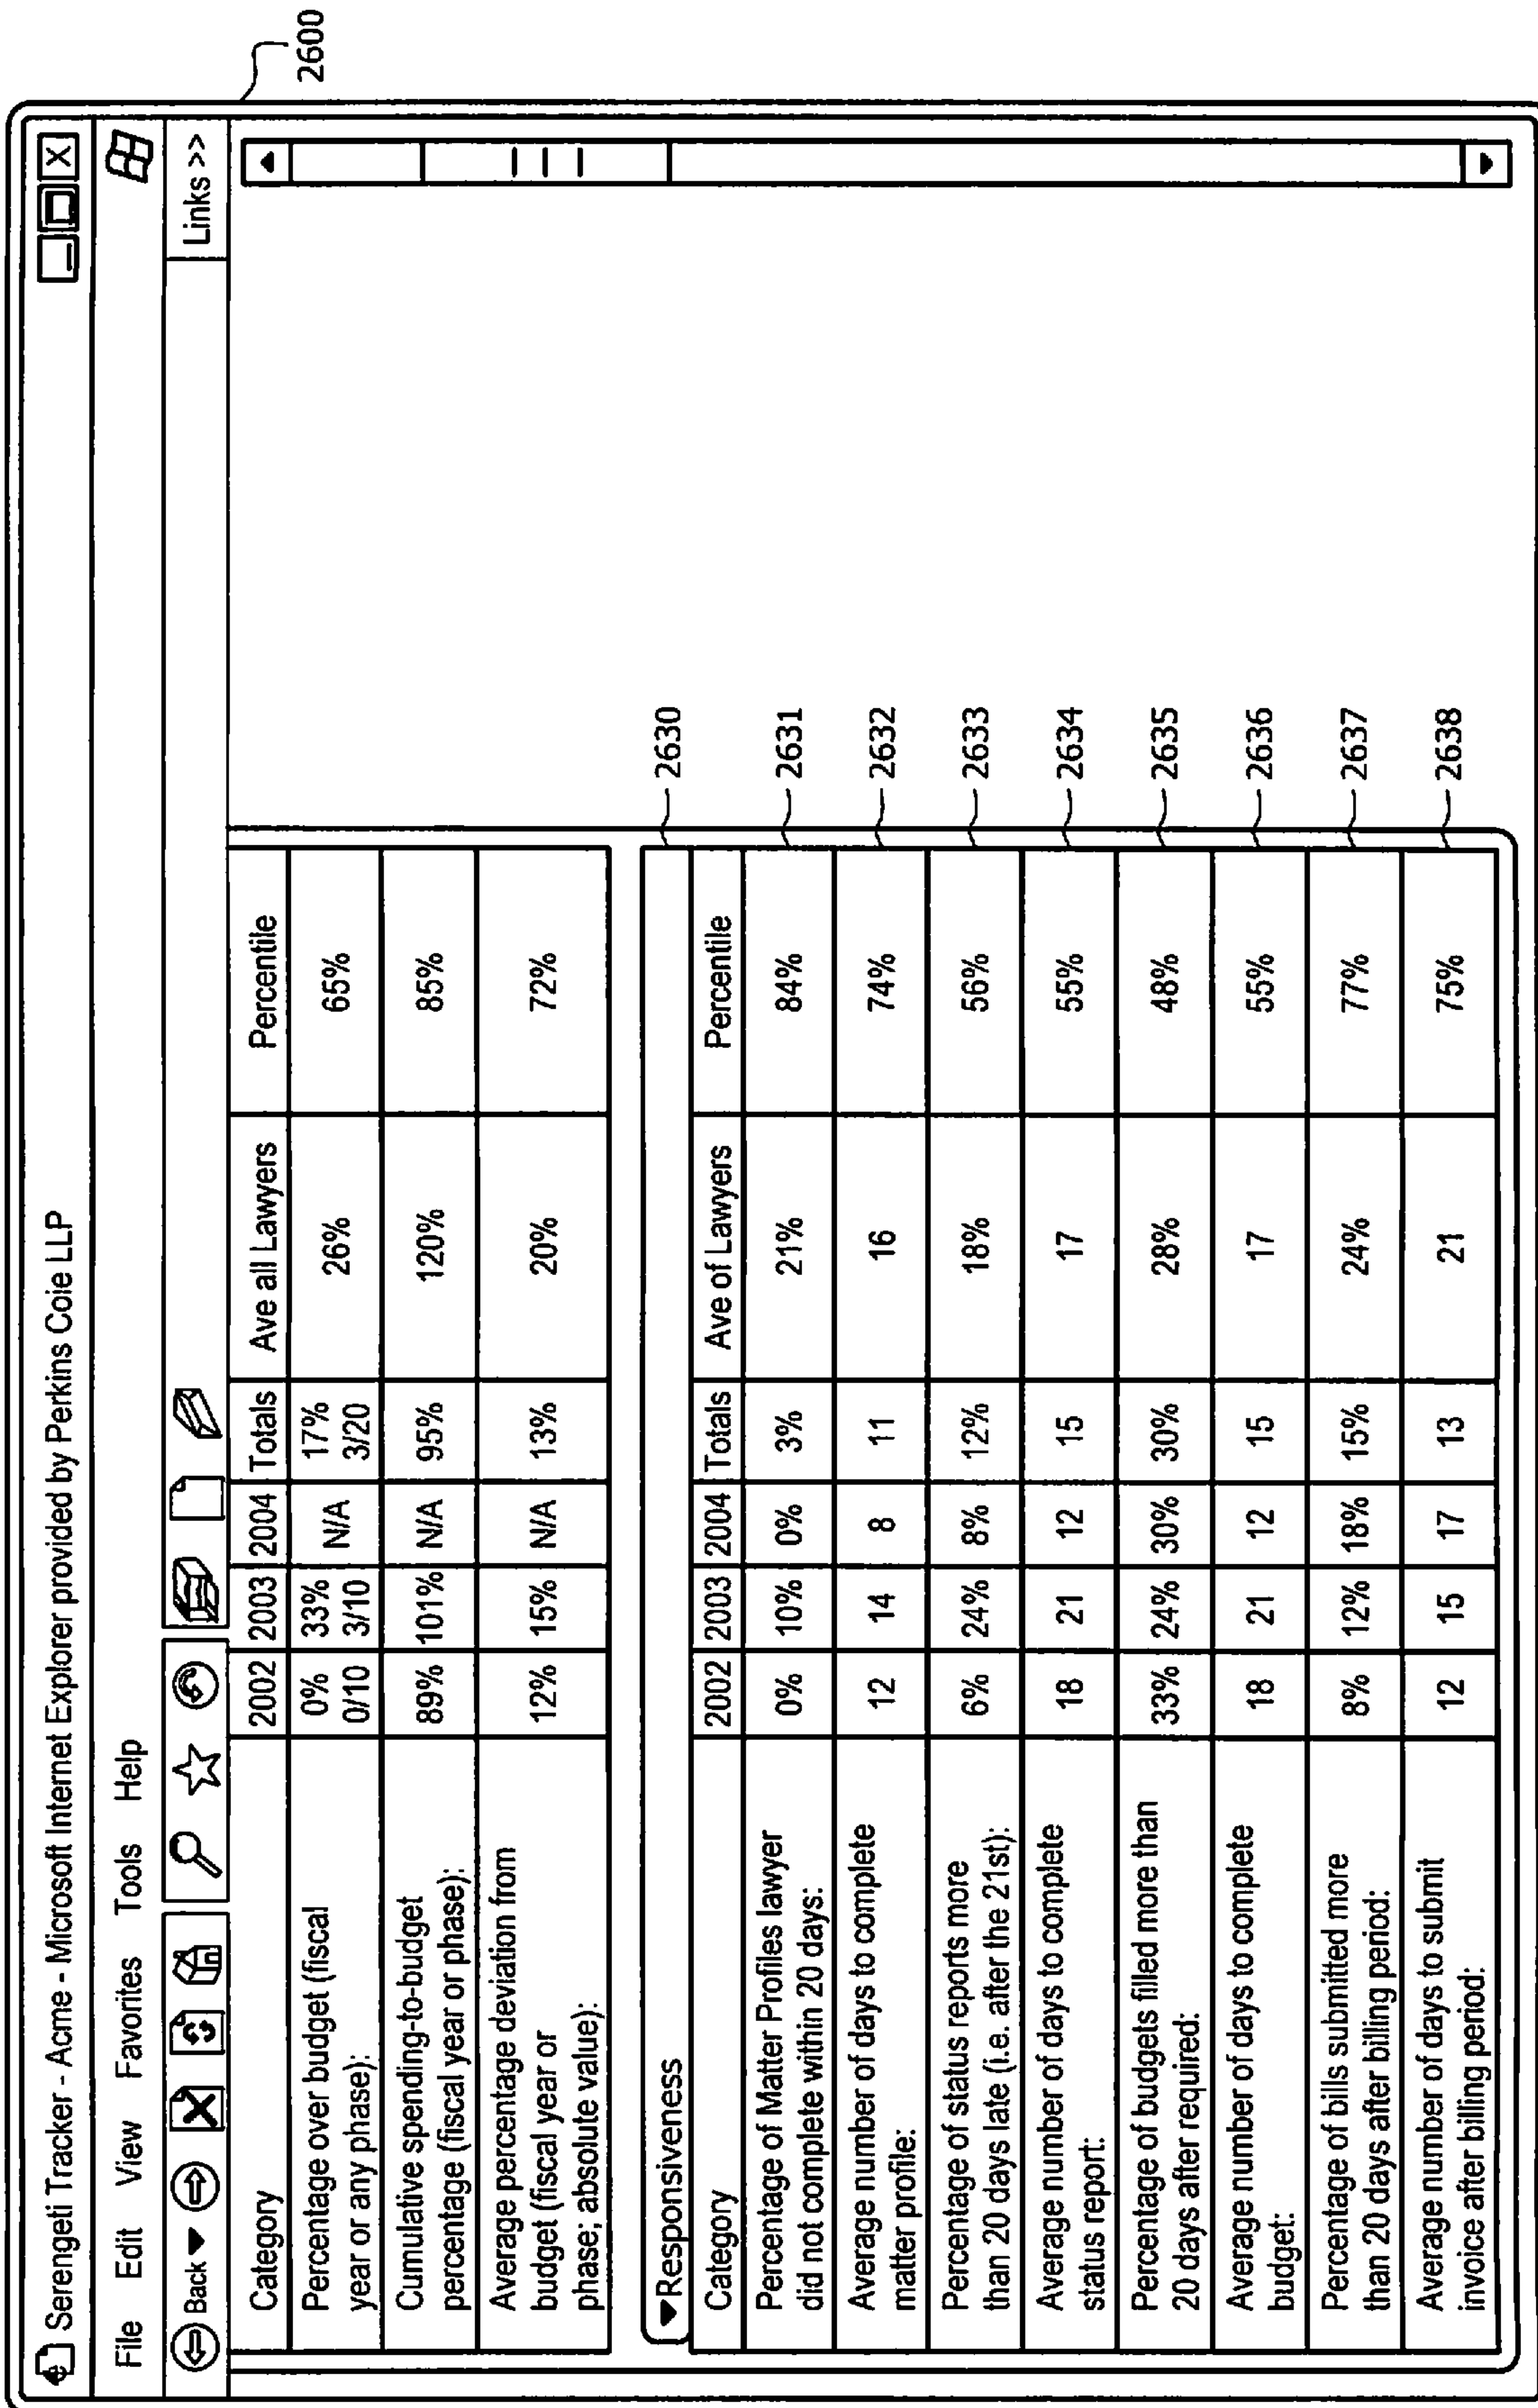 Serengeti Tracker - Acme - Microsoft Internet Explorer provided by Perkins Coie LLP
File Edit View Favorites Tools Help
Back Links >>
2600
Category 2002 2003 2004 Totals Ave all Lawyers Percentile
Percentage over budget (fiscal 0% 33% N/A 17% 26% 65%
year or any phase): 0/10 3/10 3/20
Cumulative spending-to-budget 89% 101% N/A 95% 120% 85%
percentage (fiscal year or phase):
Average percentage deviation from
budget (fiscal year or 12% 15% N/A 13% 20% 72%
phase; absolute value):
Responsiveness 2630
Category 2002 2003 2004 Totals Ave of Lawyers Percentile
Percentage of Matter Profiles lawyer 0% 10% 0% 3% 21% 84% 2631
did not complete within 20 days:
Average number of days to complete 12 14 8 11 16 74% 2632
matter profile:
Percentage of status reports more 6% 24% 8% 12% 18% 56% 2633
than 20 days late (i.e. after the 21st):
Average number of days to complete 18 21 12 15 17 55% 2634
status report:
Percentage of budgets filled more than 33% 24% 30% 30% 28% 48% 2635
20 days after required:
Average number of days to complete 18 21 12 15 17 55% 2636
budget:
Percentage of bills submitted more 8% 12% 18% 15% 24% 77% 2637
than 20 days after billing period:
Average number of days to submit 12 15 17 13 21 75% 2638
invoice after billing period: